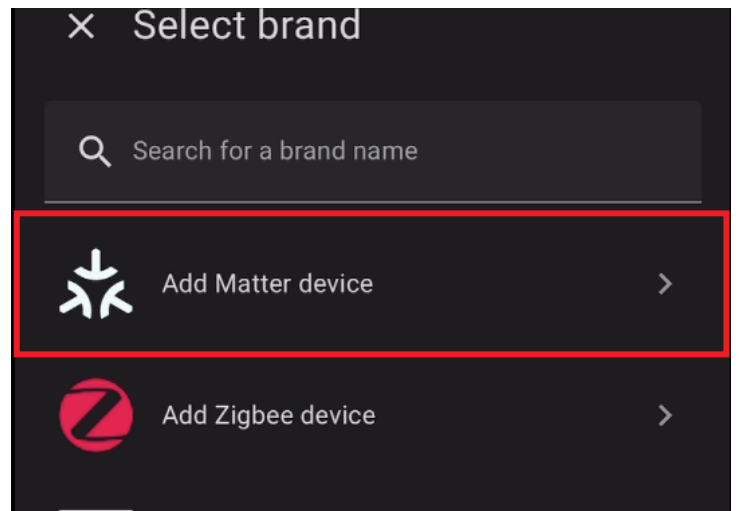 Select brand
Search for a brand name
Add Matter device
Add Zigbee device